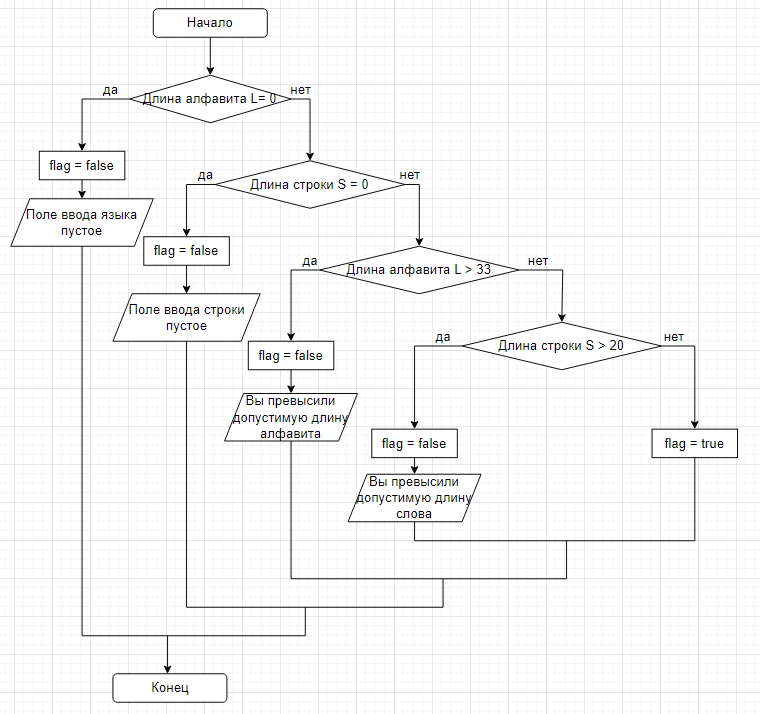 Начало
да
нет
Длина алфавита L= 0
flag = false
да
нет
Длина строки S = 0
Поле ввода языка
пустое
flag = false
да
нет
Длина алфавита L > 33
Поле ввода строки
пустое
flag = false
да
нет
Длина строки S > 20
Вы превысили
допустимую длину
алфавита
flag = false
flag = true
Вы превысили
допустимую длину
слова
Конец